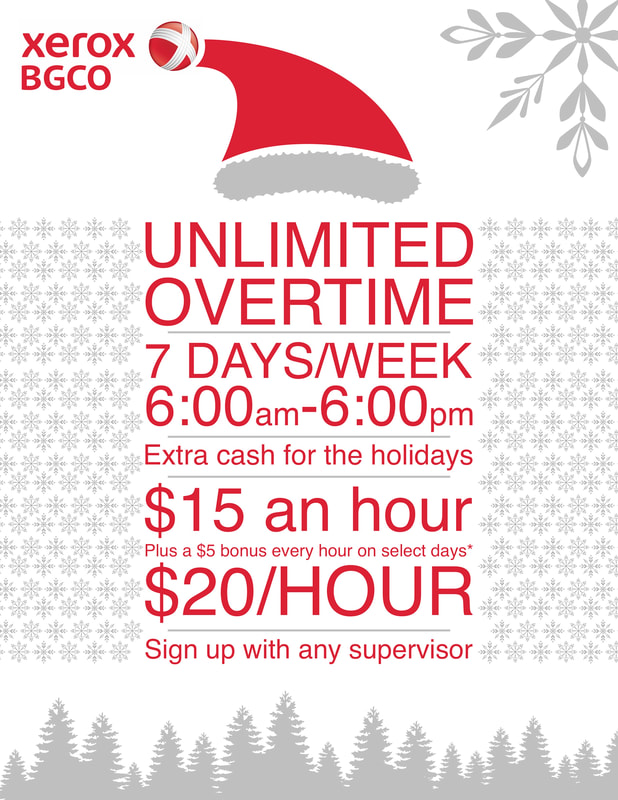 xerox
BGCO
UNLIMITED
OVERTIME
7 DAYS/WEEK
6:00am-6:00pm
Extra cash for the holidays
$15 an hour
Plus a $5 bonus every hour on select days*
$20/HOUR
Sign up with any supervisor